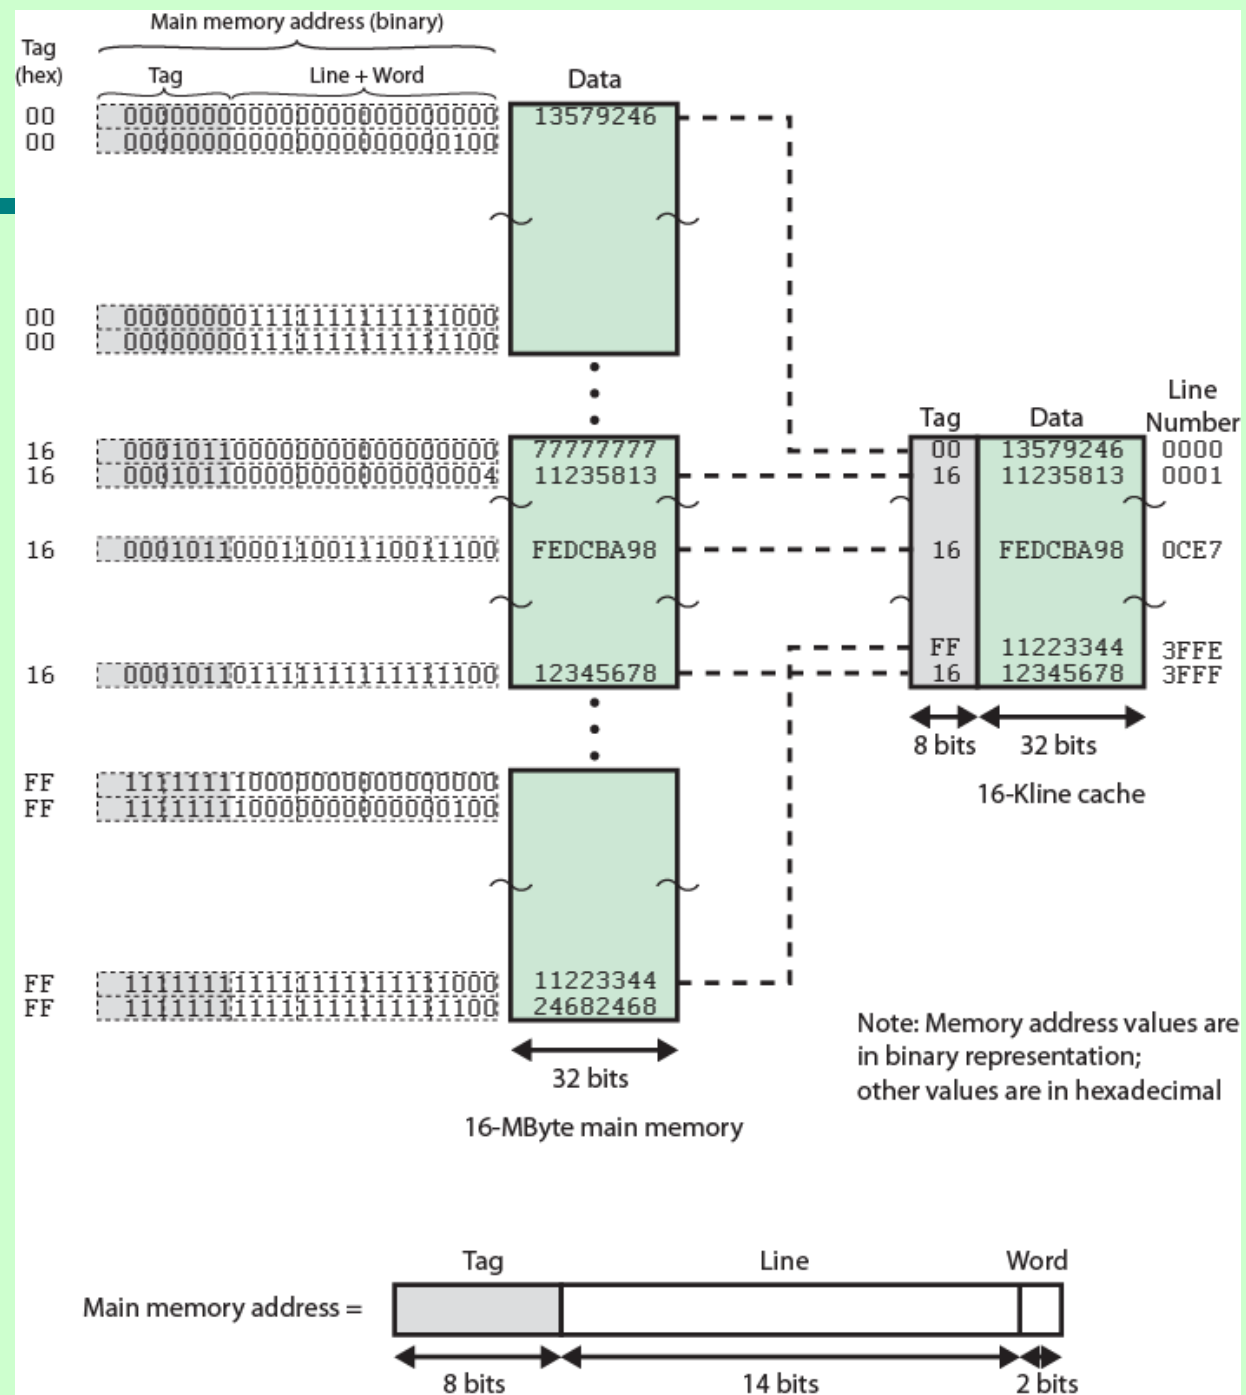 Main memory address (binary)
Tag
(hex)
Tag
Line + Word
Data
00 000000000000000000000000 13579246
00 000000000000000000000100
00 000000001111111111111000
00 000000001111111111111100
Tag Data Line
Number
16 000101100000000000000000 77777777 00 13579246 0000
16 000101100000000000000004 11235813 16 11235813 0001
16 000101100011001110011100 FEDCBA98 16 FEDCBA98 0CE7
FF 11223344 3FFE
16 000101101111111111111100 12345678 16 12345678 3FFF
8 bits 32 bits
16-Kline cache
FF 111111110000000000000000
FF 111111110000000000000100
FF 111111111111111111111000 11223344
FF 111111111111111111111100 24682468
32 bits
16-MByte main memory
Note: Memory address values are
in binary representation;
other values are in hexadecimal
Tag Line Word
Main memory address =
8 bits 14 bits 2 bits